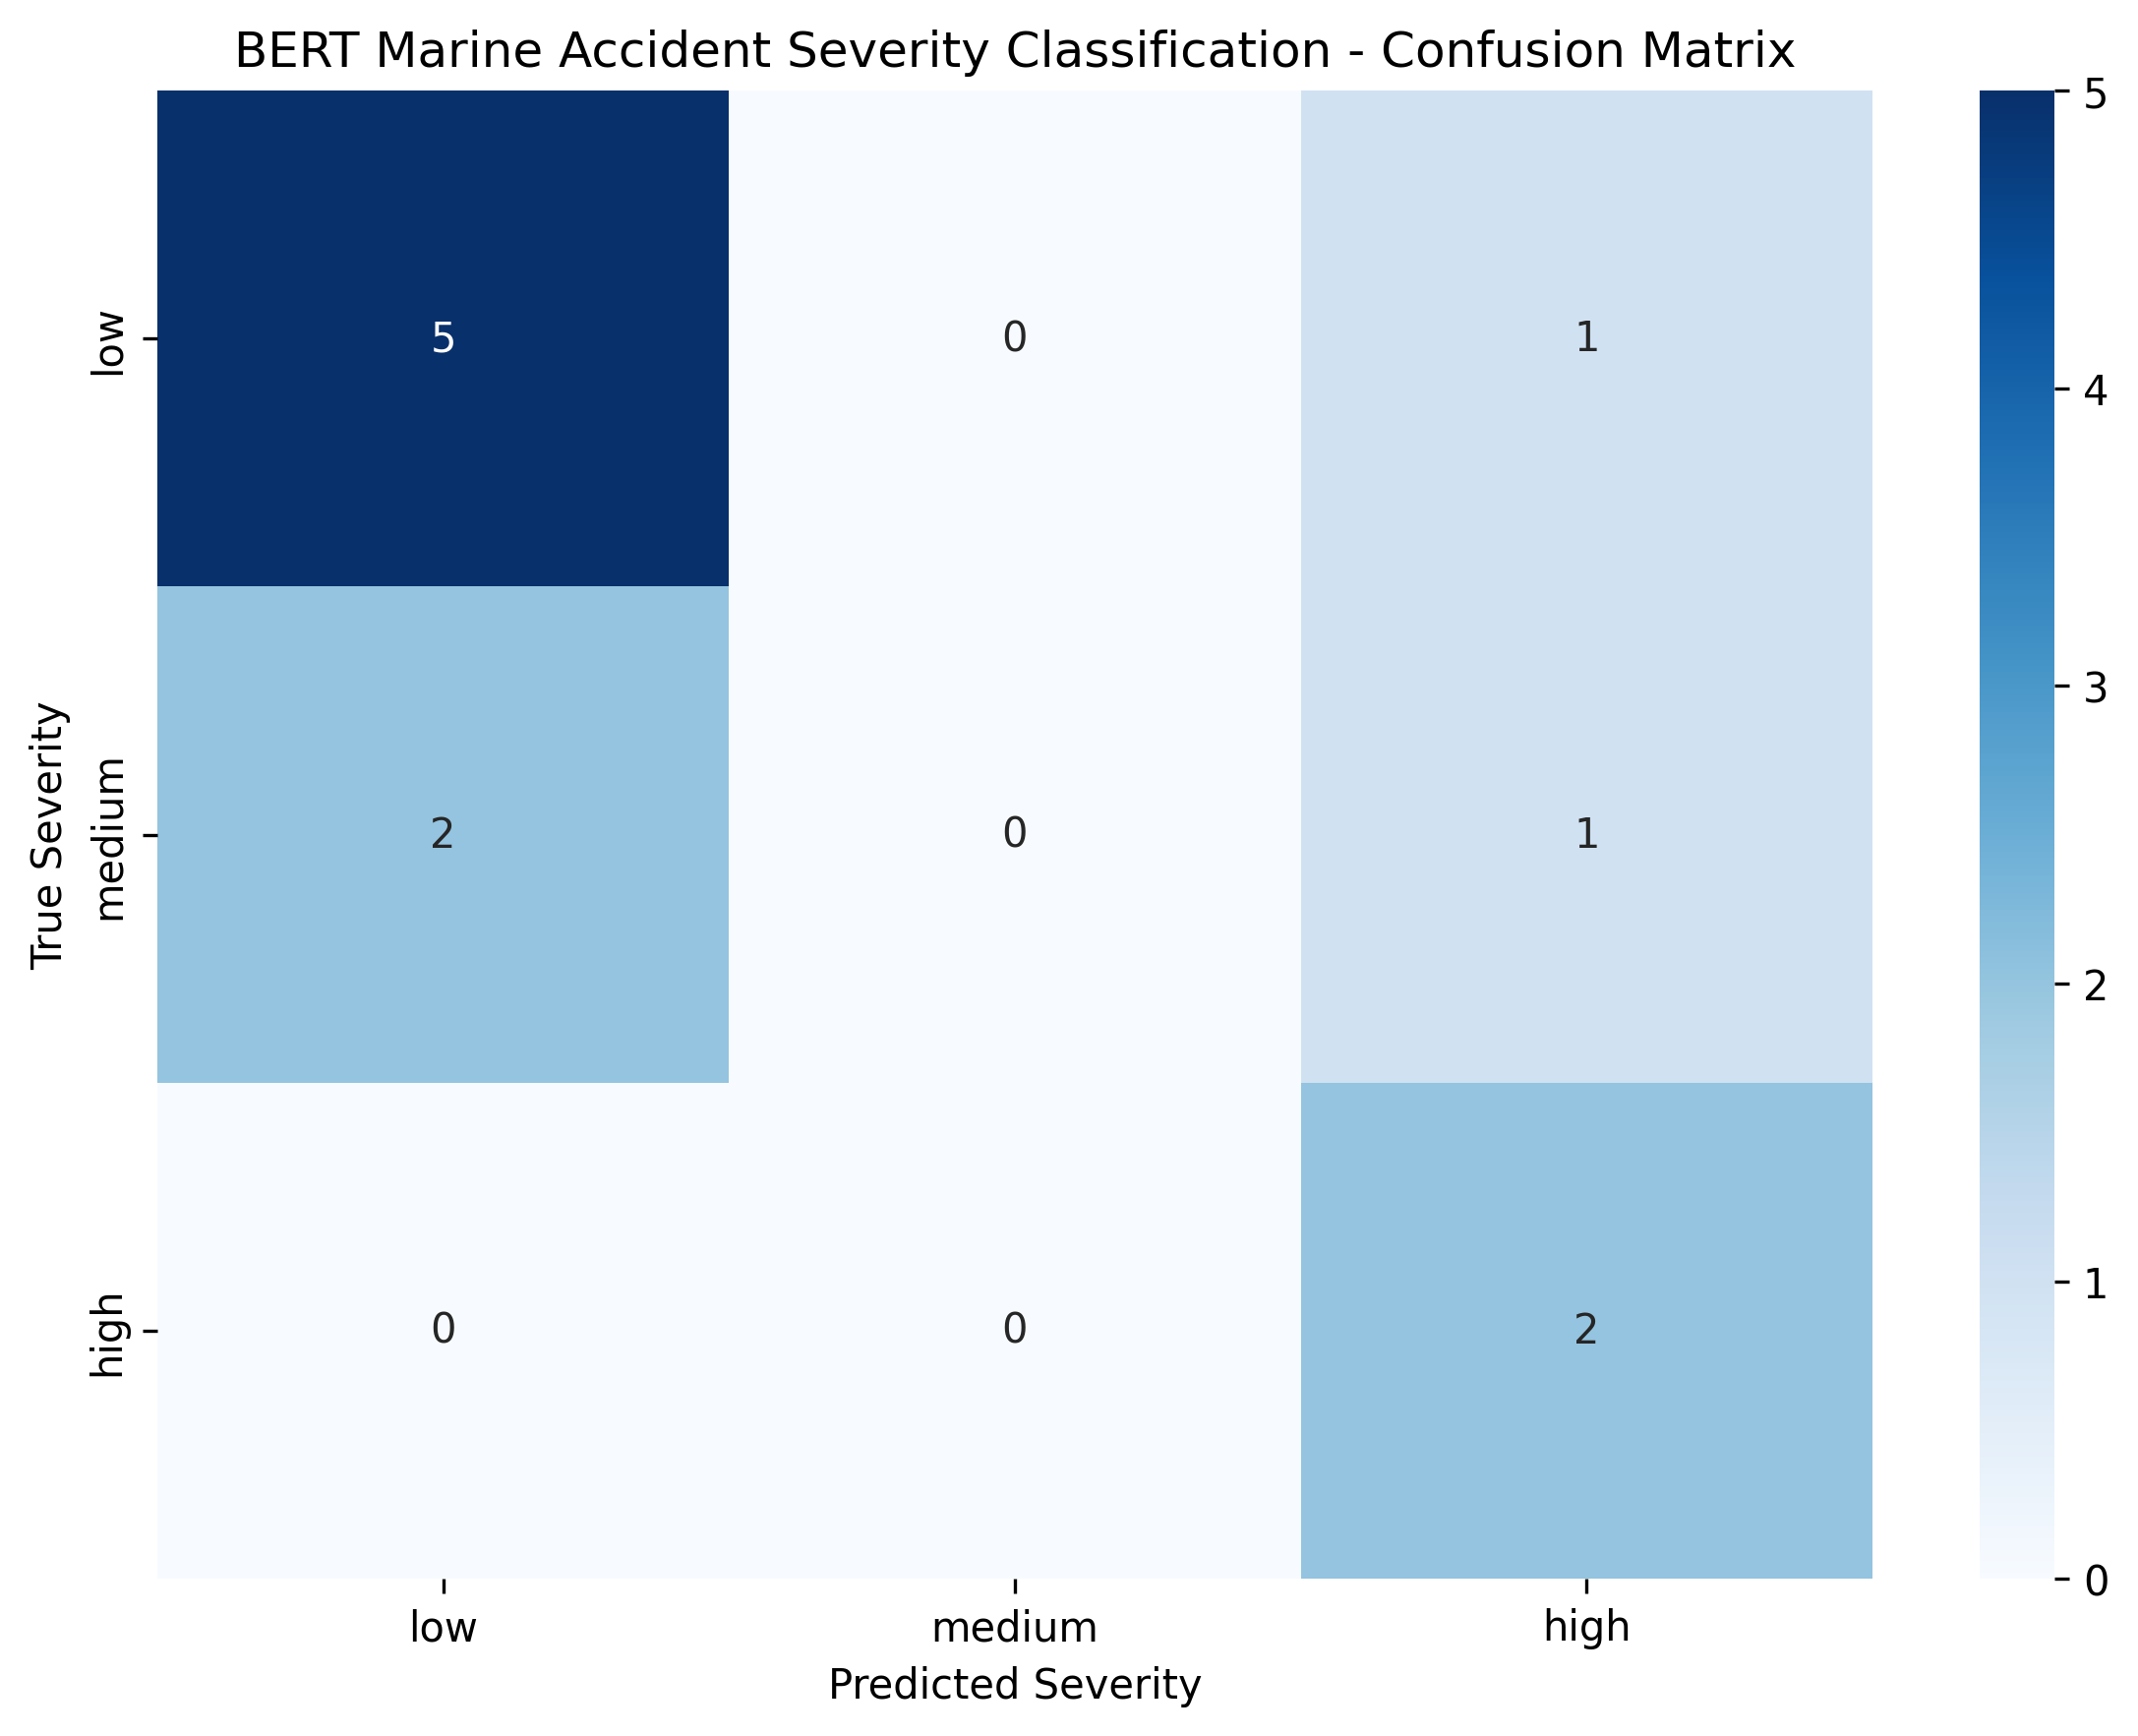 BERT Marine Accident Severity Classification - Confusion Matrix
True Severity
low
medium
high
5 0 1
2 0 1
0 0 2
low medium high
Predicted Severity
5
4
3
2
1
0